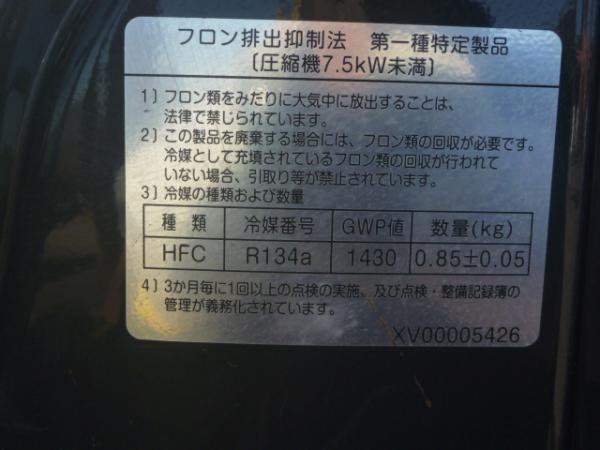 フロン排出抑制法　第一種特定製品
〔圧縮機7.5kW未満〕
1〕フロン類をみだりに大気中に放出することは、
法律で禁じられています。
2〕この製品を廃棄する場合には、フロン類の回収が必要です。
冷媒として充填されているフロン類の回収が行われて
いない場合、引取り等が禁止されています。
3〕冷媒の種類および数量
種　類　冷媒番号　GWP値　数量(kg)
HFC　R134a　1430　0.85±0.05
4〕3か月毎に1回以上の点検の実施、及び点検・整備記録簿の
管理が義務化されています。
XV00005426